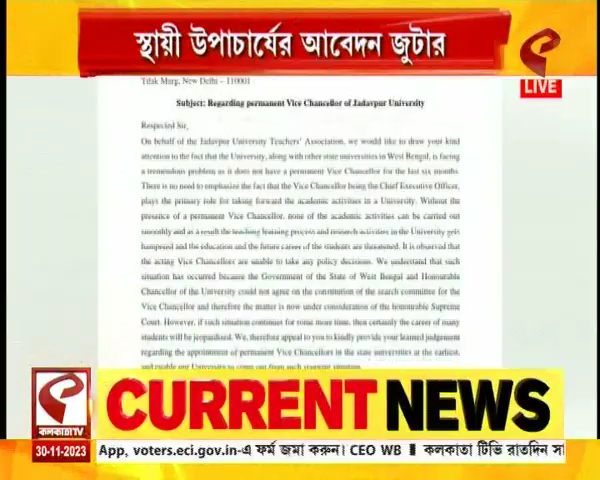 স্থায়ী উপাচার্যের আবেদন জুটার
LIVE
Tilak Marg, New Delhi – 110001
Subject: Regarding permanent Vice Chancellor of Jadavpur University
Respected Sir,
On behalf of the Jadavpur University Teachers' Association, we would like to draw your kind
attention to the fact that the University, along with other state universities in West Bengal, is facing
a tremendous problem as it does not have a permanent Vice Chancellor for the last six months.
There is no need to emphasize the fact that the Vice Chancellor being the Chief Executive Officer,
plays the primary role for taking forward the academic activities in a University. Without the
presence of a permanent Vice Chancellor, none of the academic activities can be carried out
smoothly and as a result the teaching learning process and research activities in the University gets
hampered and the education and the future career of the students are threatened. It is observed that
the acting Vice Chancellors are unable to take any policy decisions. We understand that such
situation has occurred because the Government of the State of West Bengal and Honourable
Chancellor of the University could not agree on the constitution of the search committee for the
Vice Chancellor and therefore the matter is now under consideration of the honourable Supreme
Court. However, if such situation continues for some more time, then certainly the career of many
students will be jeopardised. We, therefore appeal to you to kindly provide your learned judgement
regarding the appointment of permanent Vice Chancellors in the state universities at the earliest,
and enable our University to come out from such
CURRENT NEWS
কলকাতা TV
30-11-2023
App, voters.eci.gov.in-এ ফর্ম জমা করুন। CEO WB ‖ কলকাতা টিভি রাতদিন সা